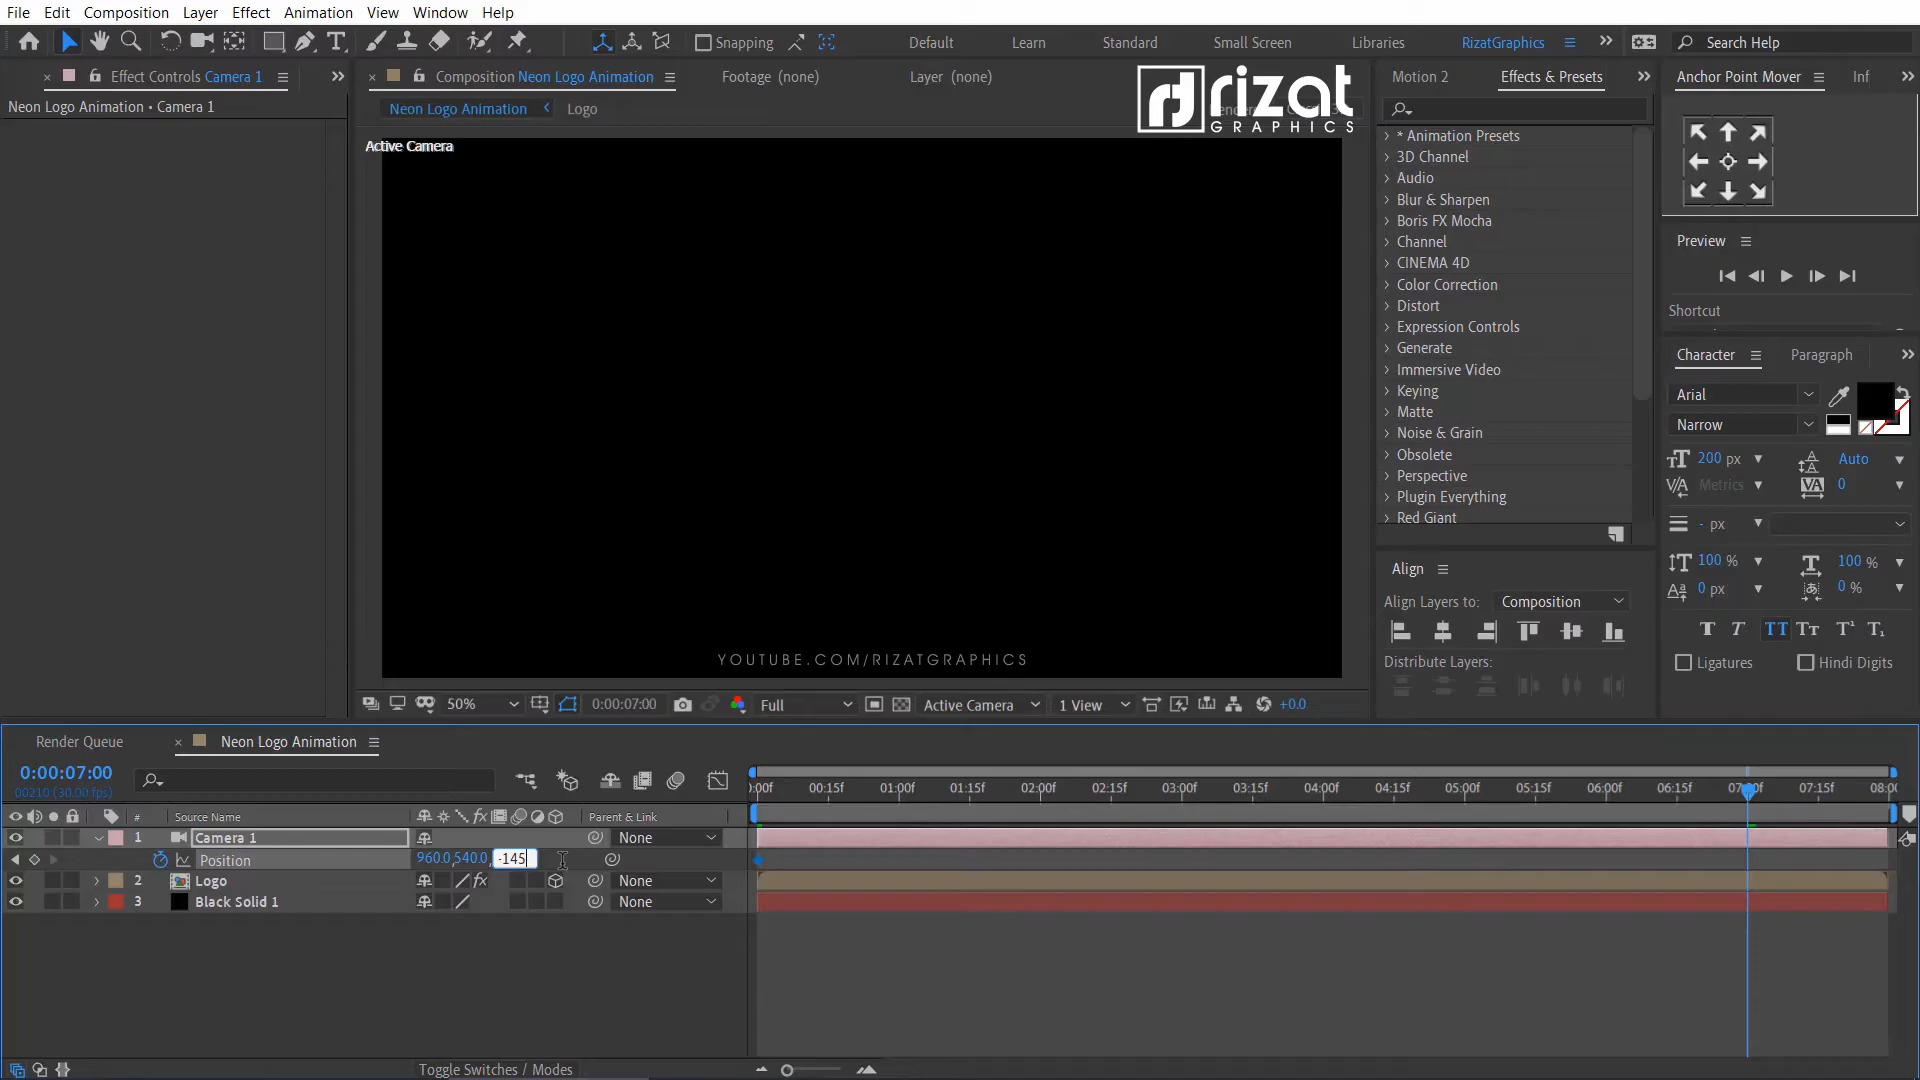 File Edit Composition Layer Effect Animation View Window Help
Snapping Default Learn Standard Small Screen Libraries RizatGraphics Search Help
Effect Controls Camera 1
Composition Neon Logo Animation
Footage (none)
Layer (none)
Motion 2
Effects & Presets
Anchor Point Mover
Inf
Neon Logo Animation • Camera 1
Neon Logo Animation
Logo
rizat
GRAPHICS
Active Camera
* Animation Presets
3D Channel
Audio
Blur & Sharpen
Boris FX Mocha
Channel
CINEMA 4D
Color Correction
Distort
Expression Controls
Generate
Immersive Video
Keying
Matte
Noise & Grain
Obsolete
Perspective
Plugin Everything
Red Giant
Preview
Shortcut
Character
Paragraph
Arial
Narrow
200 px
Auto
Metrics
0
- px
100 %
100 %
0 px
0 %
Ligatures
Hindi Digits
Align
Align Layers to: Composition
Distribute Layers:
YOUTUBE.COM/RIZATGRAPHICS
50% 0:00:07:00 Full Active Camera 1 View +0.0
Render Queue
Neon Logo Animation
0:00:07:00
00210 (30.00 fps)
):00f 00:15f 01:00f 01:15f 02:00f 02:15f 03:00f 03:15f 04:00f 04:15f 05:00f 05:15f 06:00f 06:15f 07:15f 08:00
# Source Name Parent & Link
1 Camera 1 None
Position 960.0,540.0, -145
2 Logo None
3 Black Solid 1 None
Toggle Switches / Modes